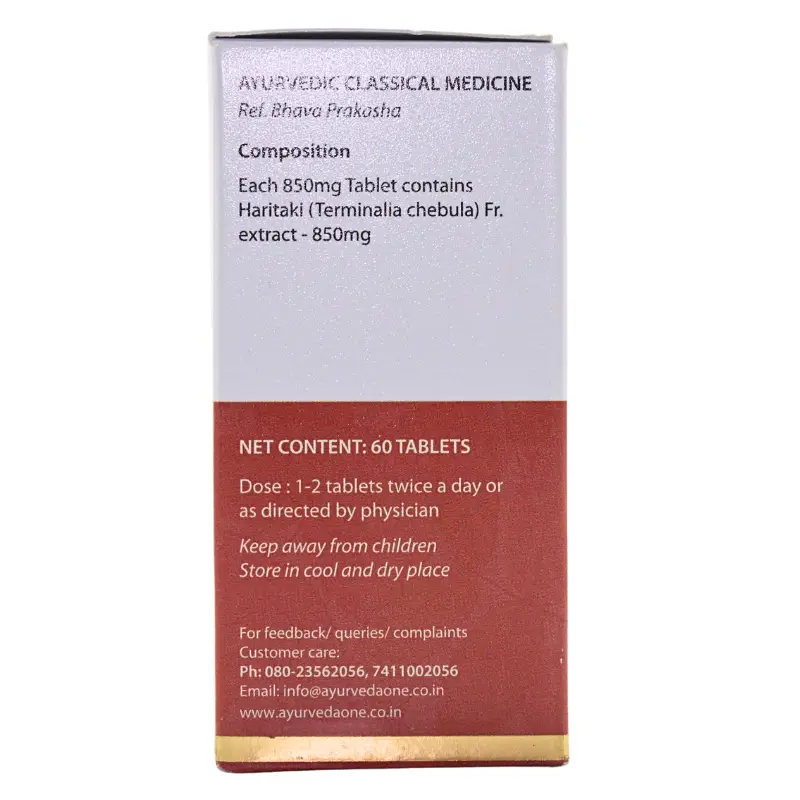 AYURVEDIC CLASSICAL MEDICINE
Ref. Bhava Prakasha
Composition
Each 850mg Tablet contains
Haritaki (Terminalia chebula) Fr.
extract - 850mg
NET CONTENT: 60 TABLETS
Dose : 1-2 tablets twice a day or
as directed by physician
Keep away from children
Store in cool and dry place
For feedback/ queries/ complaints
Customer care:
Ph: 080-23562056, 7411002056
Email: info@ayurvedaone.co.in
www.ayurvedaone.co.in